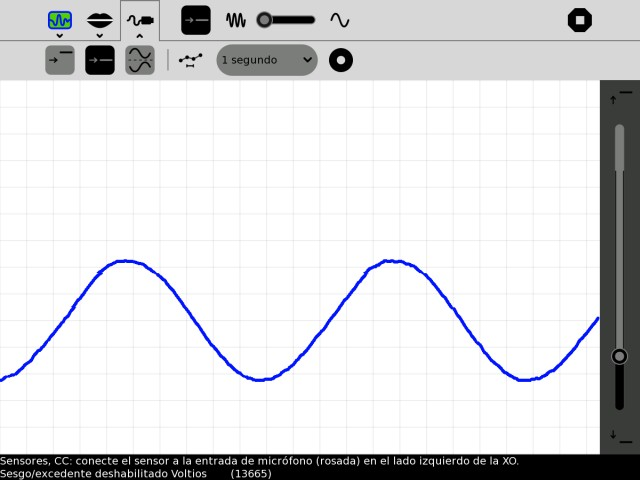 1 segundo
Sensores, CC: conecte el sensor a la entrada de micrófono (rosada) en el lado izquierdo de la XO.
Sesgo/excedente deshabilitado Voltios (13665)